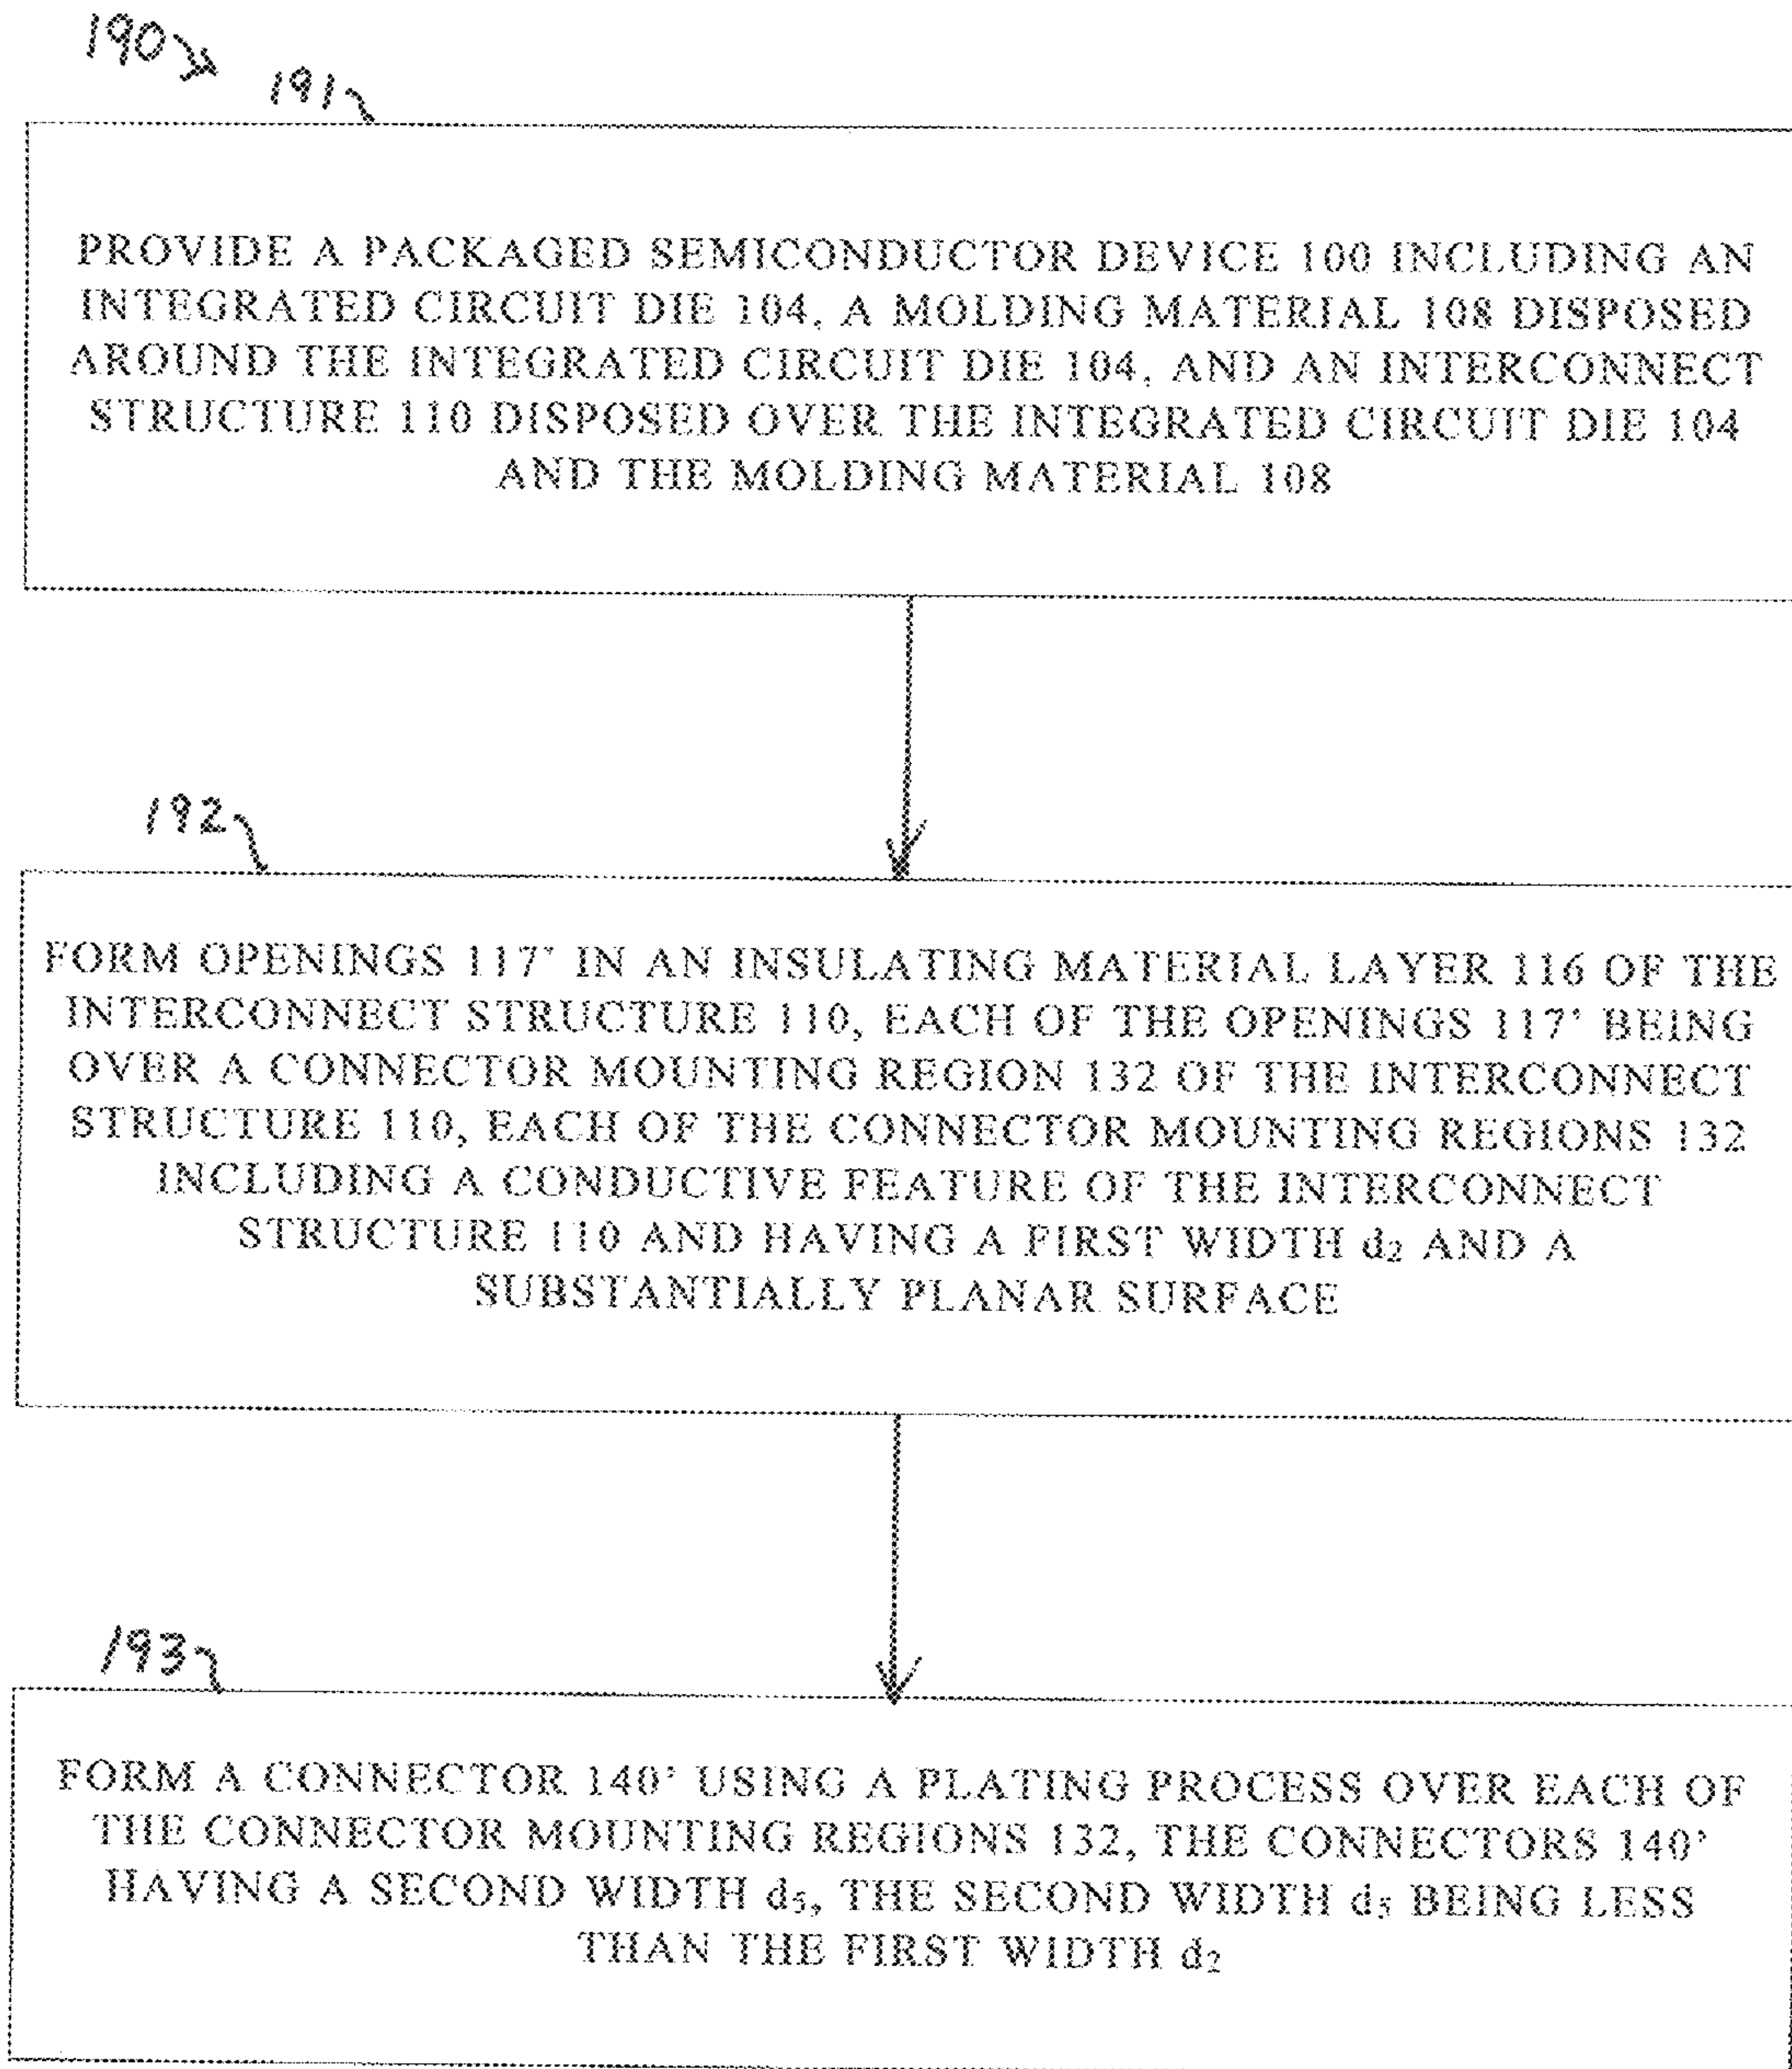 190
191
PROVIDE A PACKAGED SEMICONDUCTOR DEVICE 100 INCLUDING AN
INTEGRATED CIRCUIT DIE 104, A MOLDING MATERIAL 108 DISPOSED
AROUND THE INTEGRATED CIRCUIT DIE 104, AND AN INTERCONNECT
STRUCTURE 110 DISPOSED OVER THE INTEGRATED CIRCUIT DIE 104
AND THE MOLDING MATERIAL 108
192
FORM OPENINGS 117' IN AN INSULATING MATERIAL LAYER 116 OF THE
INTERCONNECT STRUCTURE 110, EACH OF THE OPENINGS 117' BEING
OVER A CONNECTOR MOUNTING REGION 132 OF THE INTERCONNECT
STRUCTURE 110, EACH OF THE CONNECTOR MOUNTING REGIONS 132
INCLUDING A CONDUCTIVE FEATURE OF THE INTERCONNECT
STRUCTURE 110 AND HAVING A FIRST WIDTH d₂ AND A
SUBSTANTIALLY PLANAR SURFACE
193
FORM A CONNECTOR 140' USING A PLATING PROCESS OVER EACH OF
THE CONNECTOR MOUNTING REGIONS 132, THE CONNECTORS 140'
HAVING A SECOND WIDTH d₅, THE SECOND WIDTH d₅ BEING LESS
THAN THE FIRST WIDTH d₂